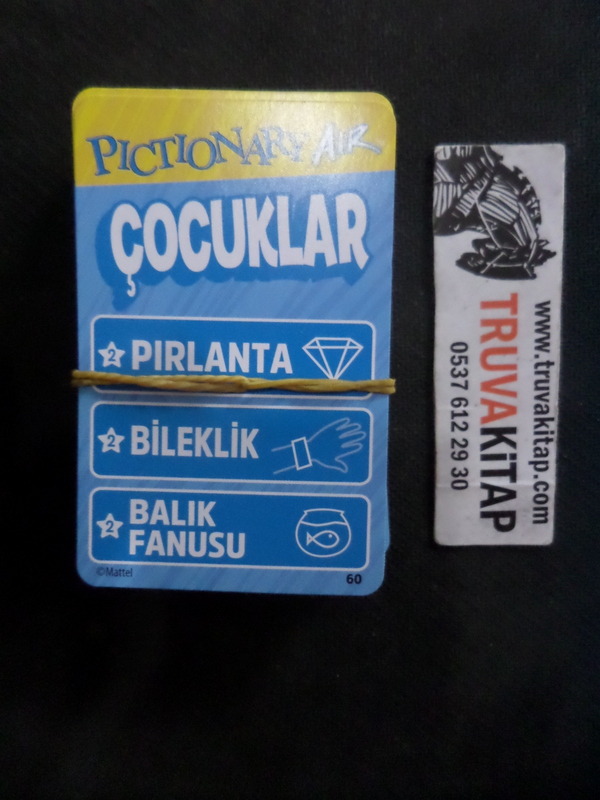 PICTIONARY AIR
ÇOCUKLAR
2 PIRLANTA
2 BİLEKLİK
2 BALIK
FANUSU
©Mattel
60
www.truvakitap.com
TRUVAKİTAP
0537 612 29 30